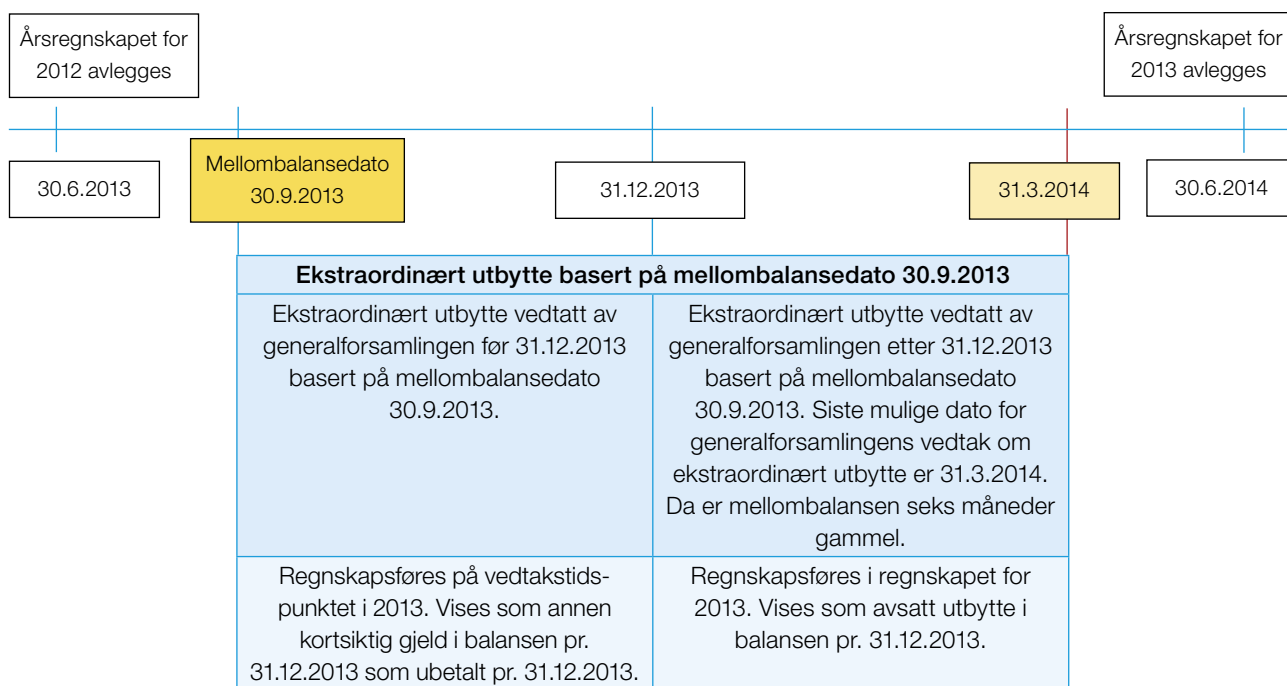 Årsregnskapet for
2012 avlegges
Årsregnskapet for
2013 avlegges
30.6.2013
Mellombalansedato
30.9.2013
31.12.2013
31.3.2014
30.6.2014
Ekstraordinært utbytte basert på mellombalansedato 30.9.2013
Ekstraordinært utbytte vedtatt av
generalforsamlingen før 31.12.2013
basert på mellombalansedato
30.9.2013.
Ekstraordinært utbytte vedtatt av
generalforsamlingen etter 31.12.2013
basert på mellombalansedato
30.9.2013. Siste mulige dato for
generalforsamlingens vedtak om
ekstraordinært utbytte er 31.3.2014.
Da er mellombalansen seks måneder
gammel.
Regnskapsføres på vedtakstids-
punktet i 2013. Vises som annen
kortsiktig gjeld i balansen pr.
31.12.2013 som ubetalt pr. 31.12.2013.
Regnskapsføres i regnskapet for
2013. Vises som avsatt utbytte i
balansen pr. 31.12.2013.